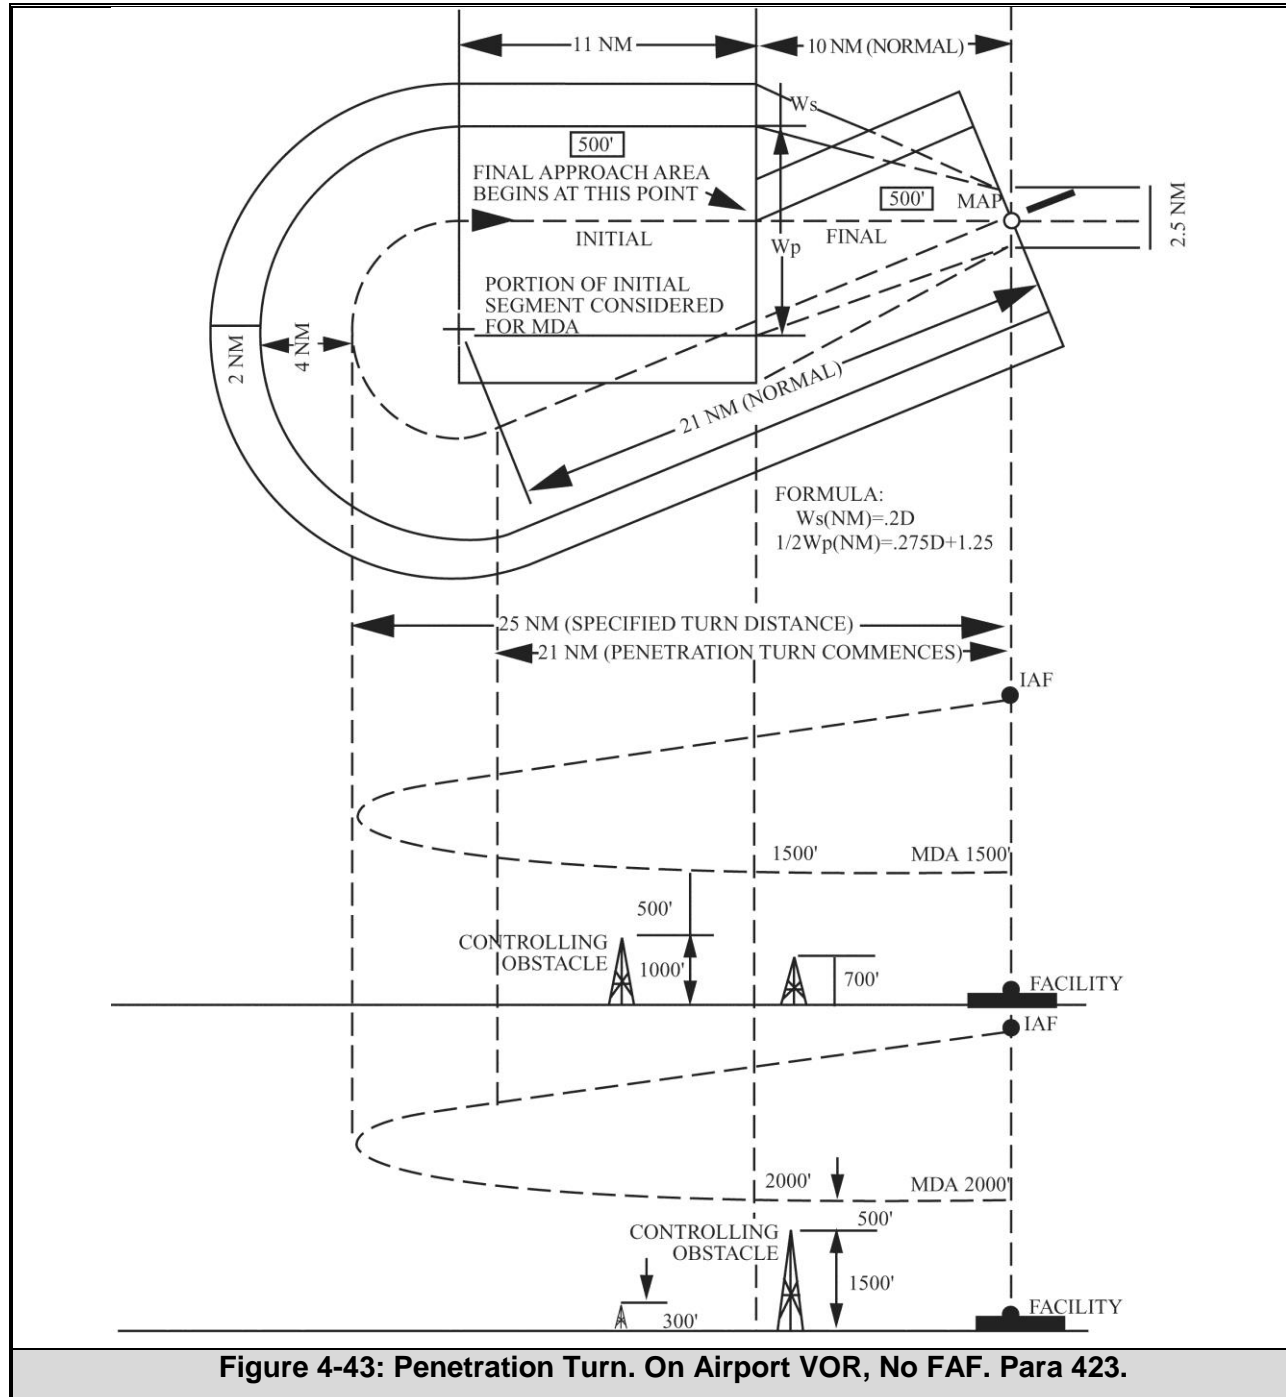 11 NM
10 NM (NORMAL)
Ws
500'
FINAL APPROACH AREA
BEGINS AT THIS POINT
500'
MAP
2.5 NM
INITIAL
Wp
FINAL
PORTION OF INITIAL
SEGMENT CONSIDERED
FOR MDA
2 NM
4 NM
21 NM (NORMAL)
FORMULA:
Ws(NM)=.2D
1/2Wp(NM)=.275D+1.25
25 NM (SPECIFIED TURN DISTANCE)
21 NM (PENETRATION TURN COMMENCES)
IAF
1500'
MDA 1500'
500'
CONTROLLING
OBSTACLE
1000'
700'
FACILITY
IAF
2000'
MDA 2000'
500'
CONTROLLING
OBSTACLE
1500'
300'
FACILITY
Figure 4-43: Penetration Turn. On Airport VOR, No FAF. Para 423.